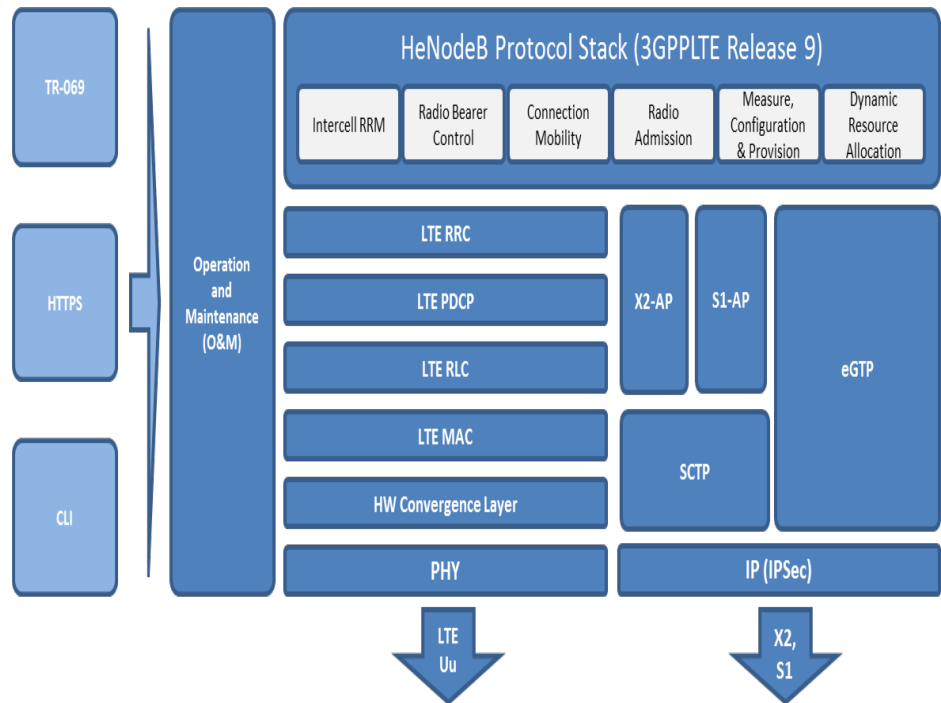 TR-069
HTTPS
CLI
Operation
and
Maintenance
(O&M)
HeNodeB Protocol Stack (3GPPLTE Release 9)
Intercell RRM
Radio Bearer
Control
Connection
Mobility
Radio
Admission
Measure,
Configuration
& Provision
Dynamic
Resource
Allocation
LTE RRC
LTE PDCP
LTE RLC
LTE MAC
HW Convergence Layer
PHY
X2-AP
S1-AP
eGTP
SCTP
IP (IPSec)
LTE
Uu
X2,
S1